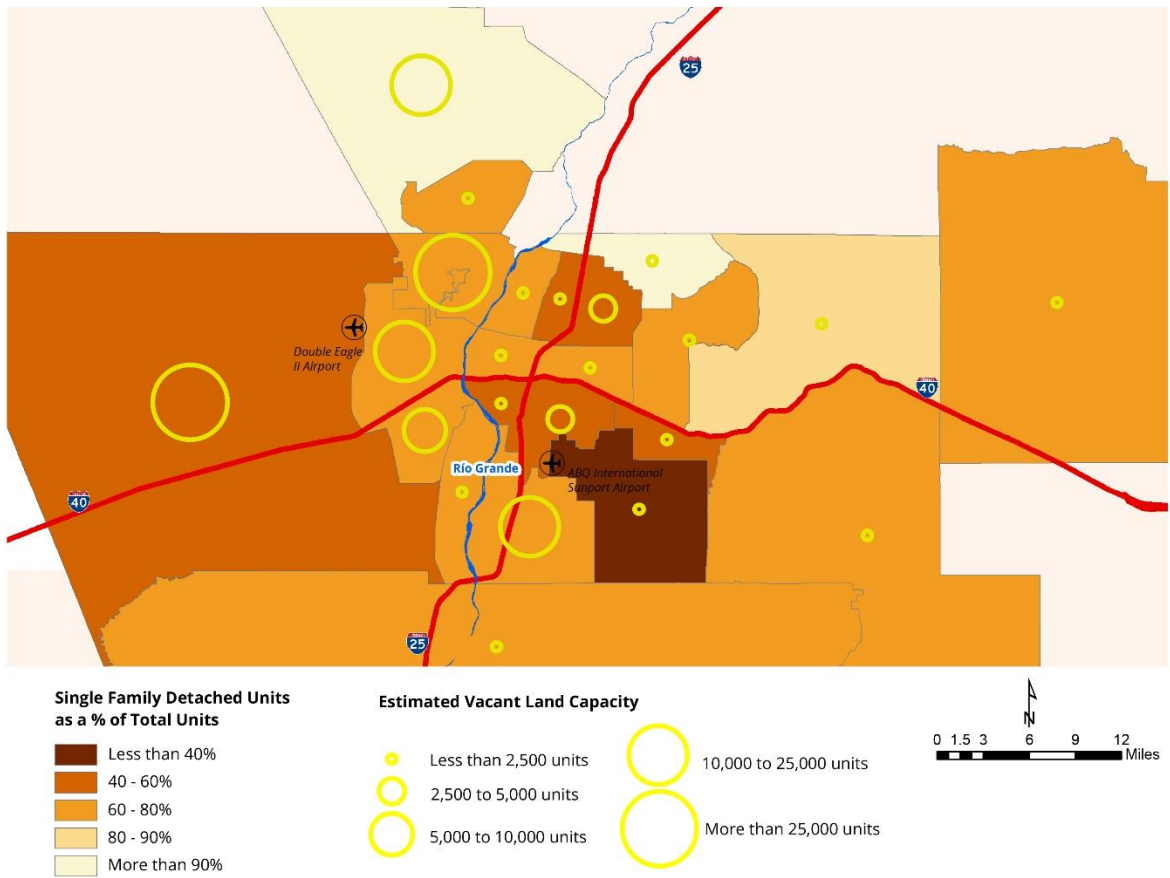 25
Double Eagle
II Airport
40
Río Grande
ABQ International
Sunport Airport
40
25
Single Family Detached Units
as a % of Total Units
Less than 40%
40 - 60%
60 - 80%
80 - 90%
More than 90%
Estimated Vacant Land Capacity
Less than 2,500 units
2,500 to 5,000 units
5,000 to 10,000 units
10,000 to 25,000 units
More than 25,000 units
N
0 1.5 3 6 9 12
Miles